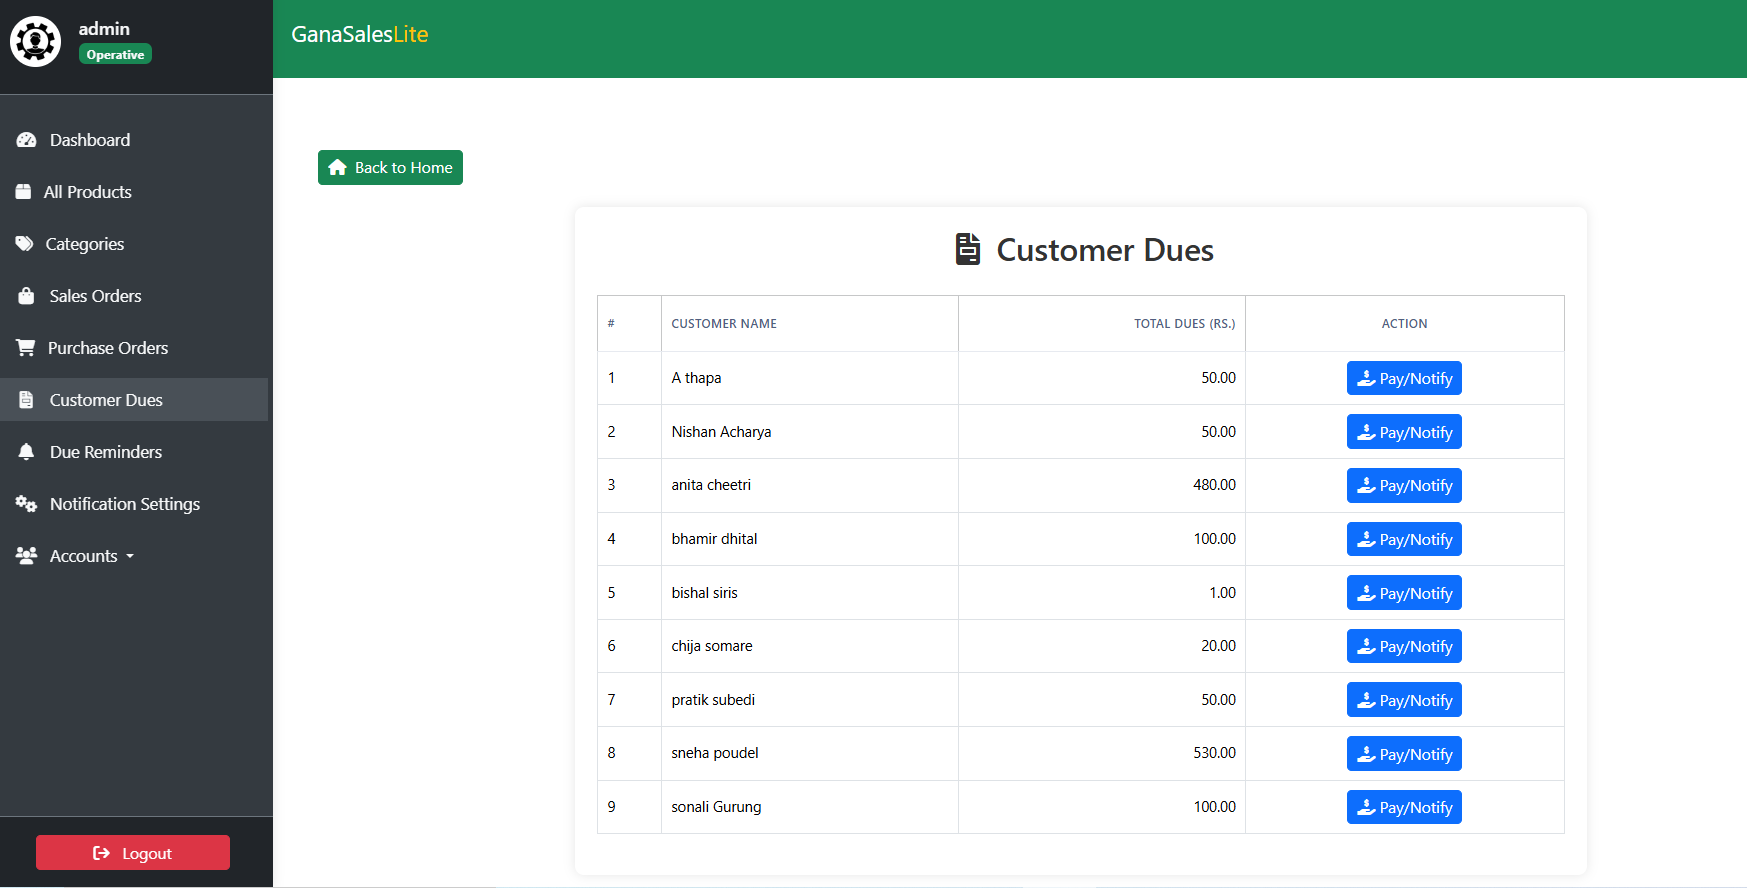 admin
Operative
GanaSalesLite
Dashboard
All Products
Categories
Sales Orders
Purchase Orders
Customer Dues
Due Reminders
Notification Settings
Accounts
Logout
Back to Home
Customer Dues
# CUSTOMER NAME TOTAL DUES (RS.) ACTION
1 A thapa 50.00 Pay/Notify
2 Nishan Acharya 50.00 Pay/Notify
3 anita cheetri 480.00 Pay/Notify
4 bhamir dhital 100.00 Pay/Notify
5 bishal siris 1.00 Pay/Notify
6 chija somare 20.00 Pay/Notify
7 pratik subedi 50.00 Pay/Notify
8 sneha poudel 530.00 Pay/Notify
9 sonali Gurung 100.00 Pay/Notify